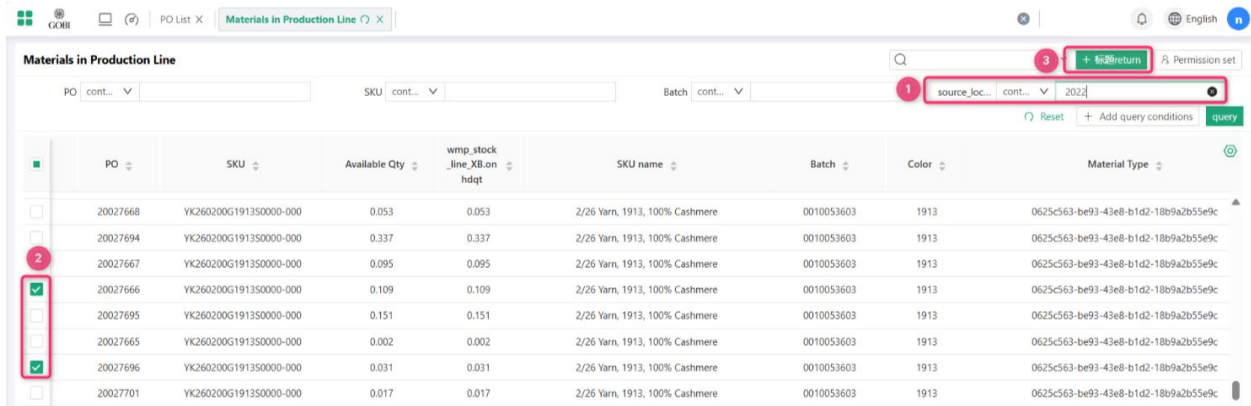 GOBI PO List X Materials in Production Line X English n
Materials in Production Line 3 + 标题return Permission set
PO cont... SKU cont... Batch cont... 1 source_loc... cont... 2022
Reset + Add query conditions query
PO SKU Available Qty wmp_stock_line_XB.onhdqt SKU name Batch Color Material Type
20027668 YK260200G1913S0000-000 0.053 0.053 2/26 Yarn, 1913, 100% Cashmere 0010053603 1913 0625c563-be93-43e8-b1d2-18b9a2b55e9c
20027694 YK260200G1913S0000-000 0.337 0.337 2/26 Yarn, 1913, 100% Cashmere 0010053603 1913 0625c563-be93-43e8-b1d2-18b9a2b55e9c
2
20027667 YK260200G1913S0000-000 0.095 0.095 2/26 Yarn, 1913, 100% Cashmere 0010053603 1913 0625c563-be93-43e8-b1d2-18b9a2b55e9c
20027666 YK260200G1913S0000-000 0.109 0.109 2/26 Yarn, 1913, 100% Cashmere 0010053603 1913 0625c563-be93-43e8-b1d2-18b9a2b55e9c
20027695 YK260200G1913S0000-000 0.151 0.151 2/26 Yarn, 1913, 100% Cashmere 0010053603 1913 0625c563-be93-43e8-b1d2-18b9a2b55e9c
20027665 YK260200G1913S0000-000 0.002 0.002 2/26 Yarn, 1913, 100% Cashmere 0010053603 1913 0625c563-be93-43e8-b1d2-18b9a2b55e9c
20027696 YK260200G1913S0000-000 0.031 0.031 2/26 Yarn, 1913, 100% Cashmere 0010053603 1913 0625c563-be93-43e8-b1d2-18b9a2b55e9c
20027701 YK260200G1913S0000-000 0.017 0.017 2/26 Yarn, 1913, 100% Cashmere 0010053603 1913 0625c563-be93-43e8-b1d2-18b9a2b55e9c